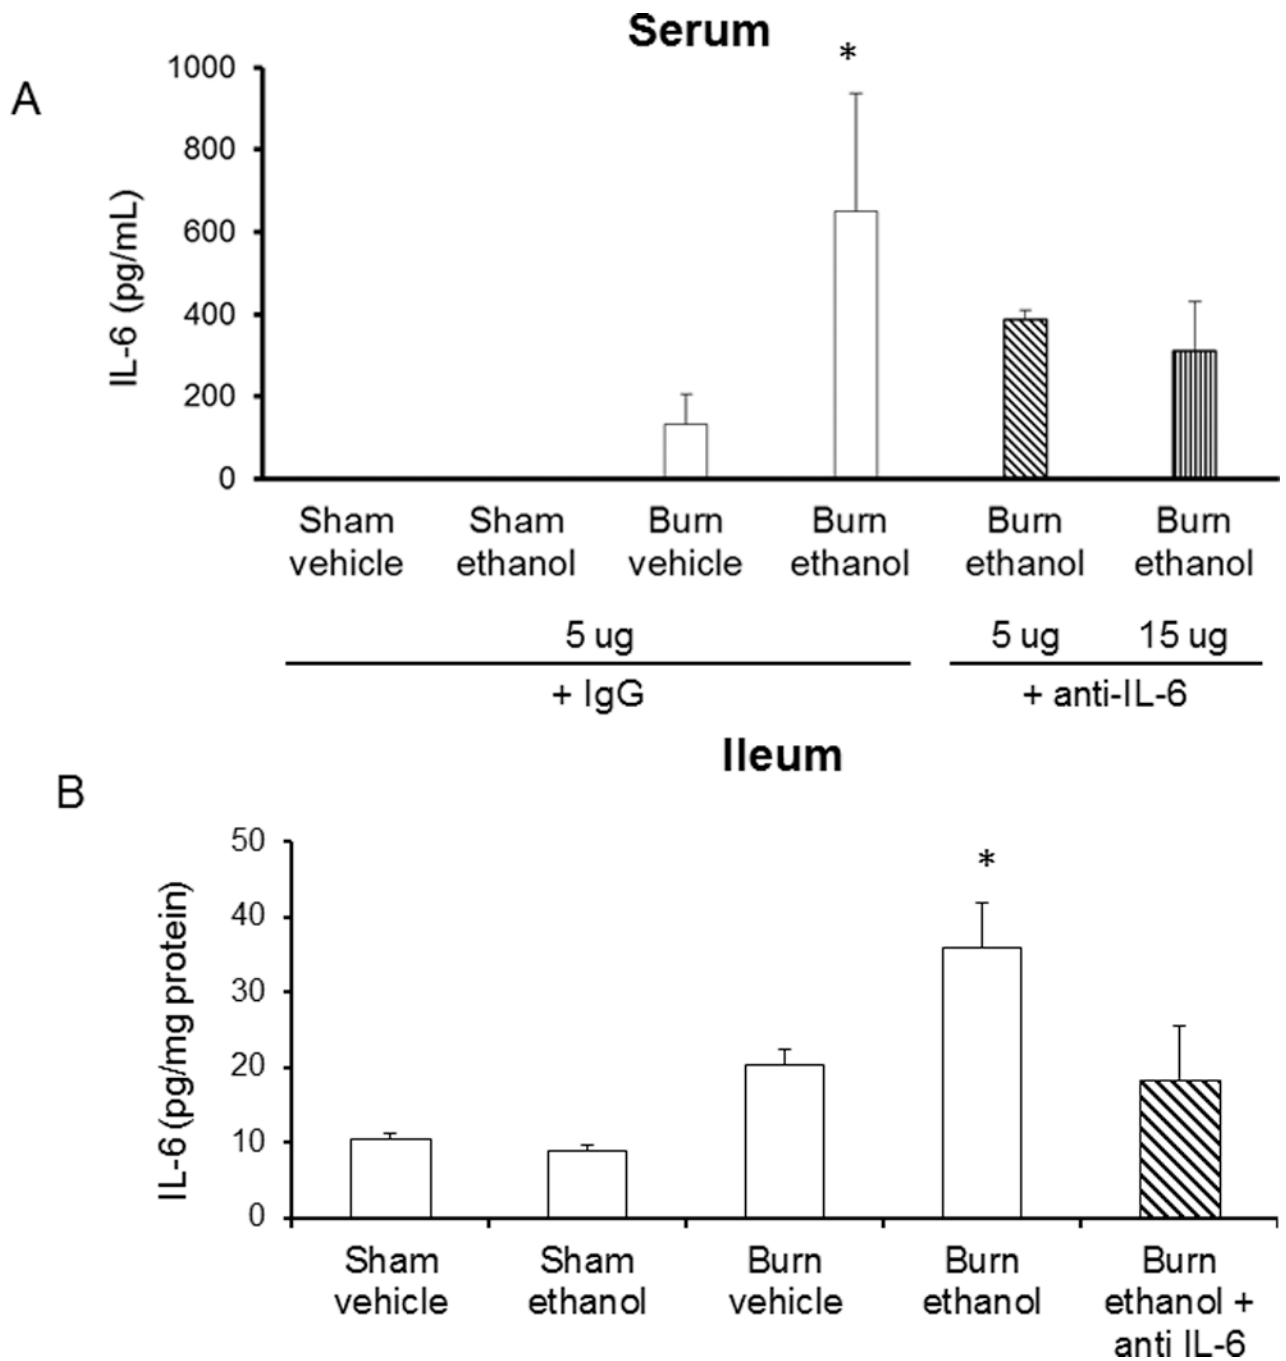 Serum
A
IL-6 (pg/mL)
1000
800
600
400
200
0
*
Sham vehicle
Sham ethanol
Burn vehicle
Burn ethanol
Burn ethanol
Burn ethanol
5 ug
5 ug
15 ug
+ IgG
+ anti-IL-6
Ileum
B
IL-6 (pg/mg protein)
50
40
30
20
10
0
*
Sham vehicle
Sham ethanol
Burn vehicle
Burn ethanol
Burn ethanol + anti IL-6